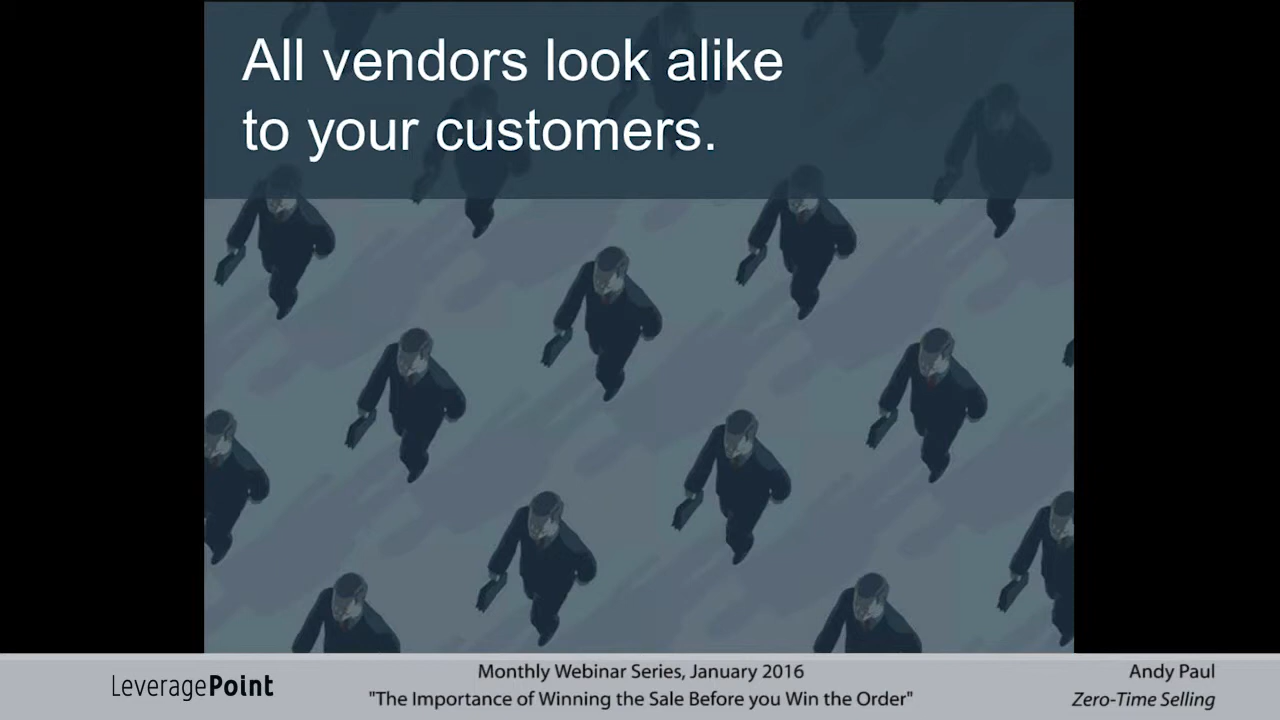 All vendors look alike
to your customers.
LeveragePoint
Monthly Webinar Series, January 2016
"The Importance of Winning the Sale Before you Win the Order"
Andy Paul
Zero-Time Selling